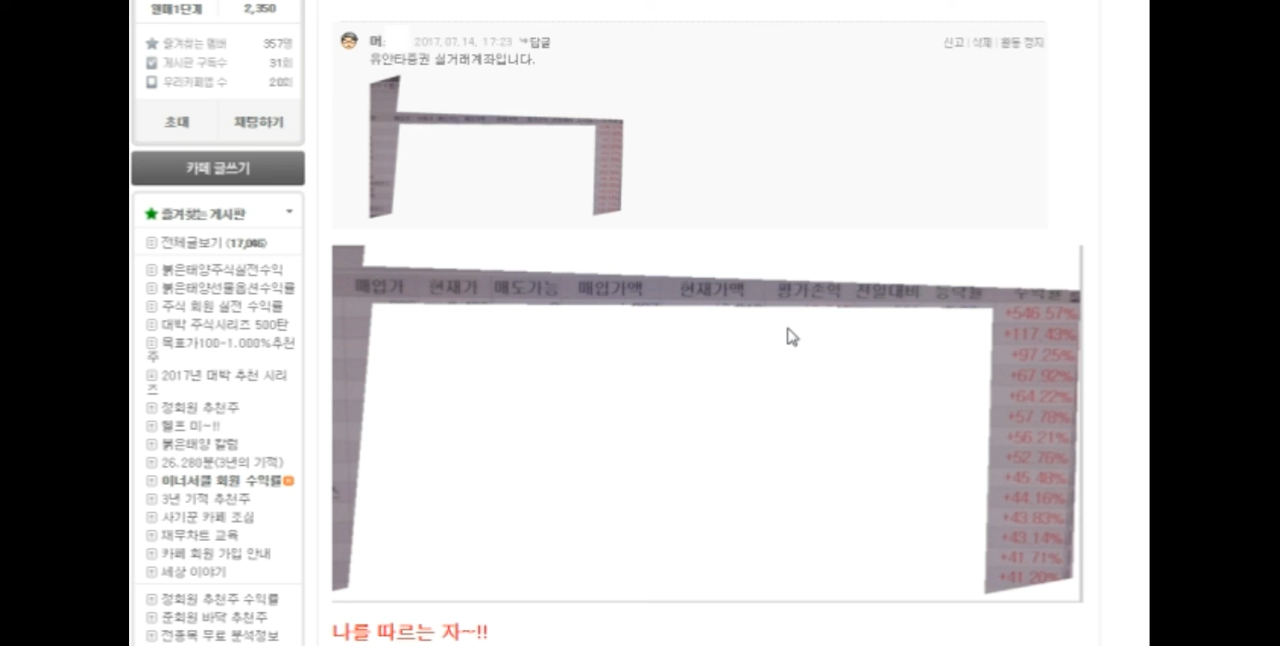 열매1단계 2,350
즐겨찾는 멤버 957명
게시판 구독수 31회
우리카페앱 수 20회
초대 채팅하기
카페 글쓰기
즐겨찾는 게시판
전체글보기
붉은태양주식실전수익
붉은태양선물옵션수익률
주식 회원 실전 수익률
대박 주식시리즈 500탄
목표가100-1,000%추천
주
2017년 대박 추천 시리
즈
정회원 추천주
헬프 미~!!
붉은태양 칼럼
26,280분(3년의 기적)
이너서클 회원 수익률
3년 기적 추천주
사기꾼 카페 조심
재무차트 교육
카페 회원 가입 안내
세상 이야기
정회원 추천주 수익률
준회원 바닥 추천주
전종목 무료 분석정보
2017.07.14. 17:23 답글
신고 | 삭제 | 활동 정지
유안타증권 실거래계좌입니다.
매입가 현재가 매도가능 매입가액 현재가액 평가손익 전일대비 등락률 수익률
+546.57%
+117.43%
+97.25%
+67.92%
+64.22%
+57.78%
+56.21%
+52.76%
+45.48%
+44.16%
+43.83%
+43.14%
+41.71%
+41.20%
나를 따르는 자~!!